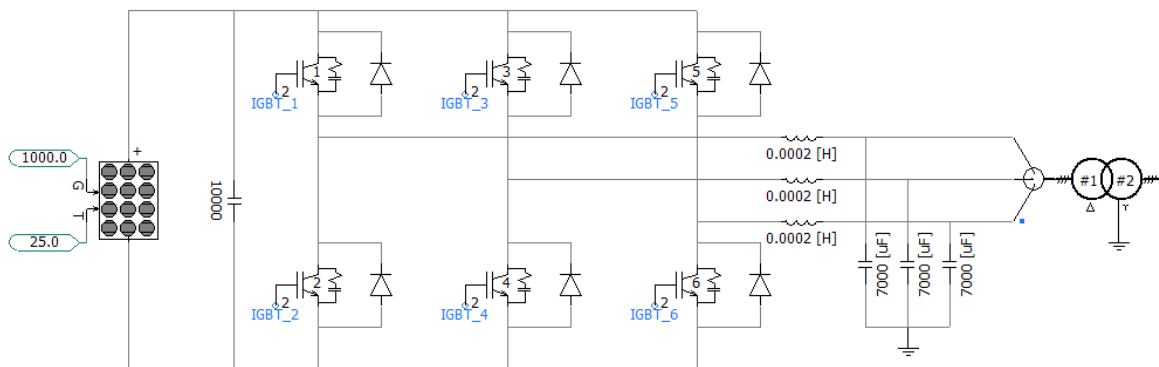 1
3
5
2
2
2
IGBT_1
IGBT_3
IGBT_5
+
1000.0
G
T
25.0
10000
0.0002 [H]
0.0002 [H]
0.0002 [H]
#1
#2
Δ
Y
2
4
6
2
2
2
IGBT_2
IGBT_4
IGBT_6
7000 [uF]
7000 [uF]
7000 [uF]